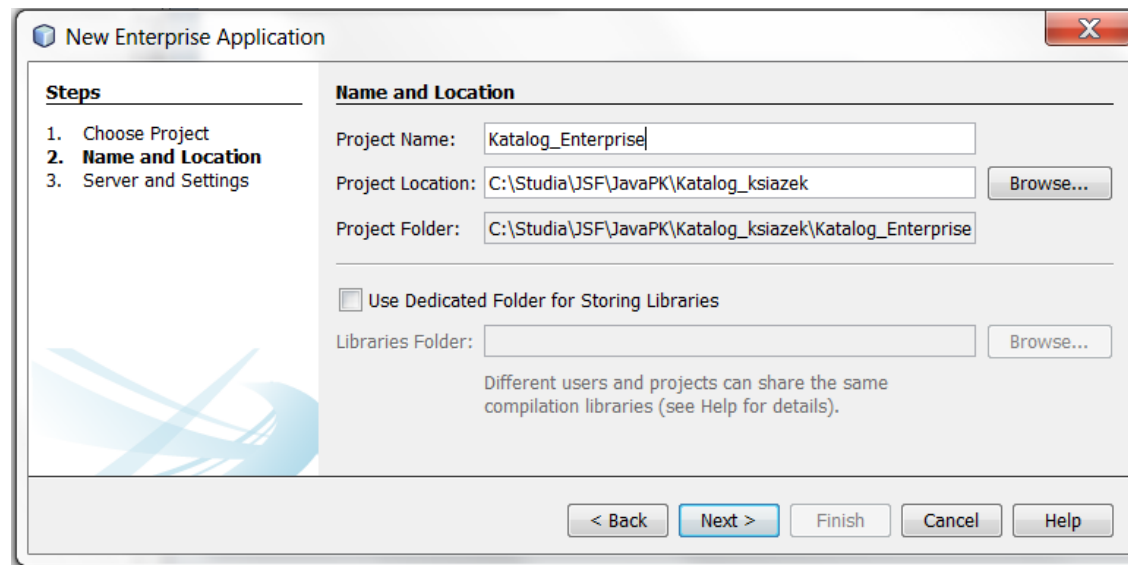 New Enterprise Application
X
Steps
1. Choose Project
2. Name and Location
3. Server and Settings
Name and Location
Project Name: Katalog_Enterprise
Project Location: C:\Studia\JSF\JavaPK\Katalog_ksiazek Browse...
Project Folder: C:\Studia\JSF\JavaPK\Katalog_ksiazek\Katalog_Enterprise
Use Dedicated Folder for Storing Libraries
Libraries Folder: Browse...
Different users and projects can share the same
compilation libraries (see Help for details).
< Back Next > Finish Cancel Help